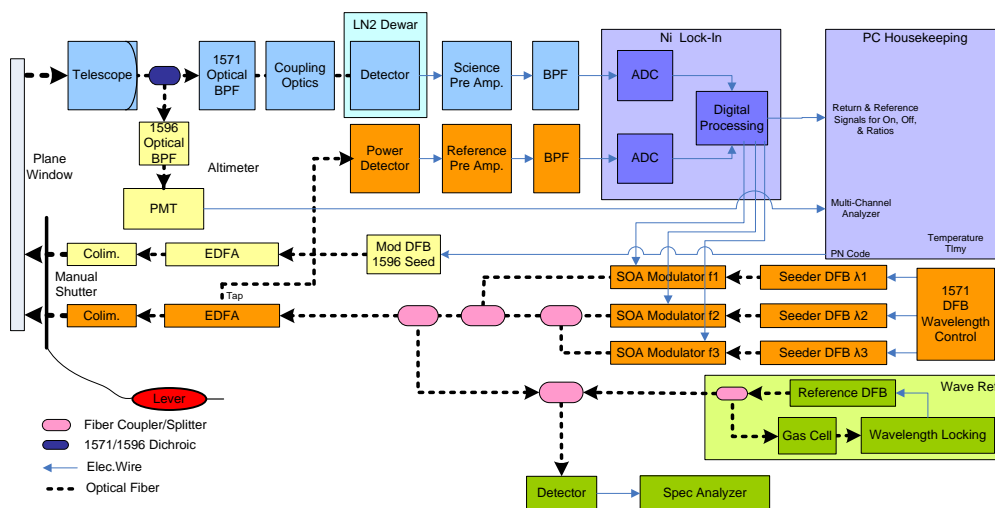 LN2 Dewar
Ni Lock-In
PC Housekeeping
Telescope
1571
Optical
BPF
Coupling
Optics
Detector
Science
Pre Amp.
BPF
ADC
Digital
Processing
Return & Reference
Signals for On, Off,
& Ratios
1596
Optical
BPF
Plane
Window
Altimeter
Power
Detector
Reference
Pre Amp.
BPF
ADC
PMT
Multi-Channel
Analyzer
Temperature
Tlmy
PN Code
Colim.
EDFA
Mod DFB
1596 Seed
Manual
Shutter
Tap
Colim.
EDFA
SOA Modulator f1
Seeder DFB λ1
SOA Modulator f2
Seeder DFB λ2
SOA Modulator f3
Seeder DFB λ3
1571
DFB
Wavelength
Control
Wave Ref
Reference DFB
Gas Cell
Wavelength Locking
Lever
Fiber Coupler/Splitter
1571/1596 Dichroic
Elec.Wire
Optical Fiber
Detector
Spec Analyzer